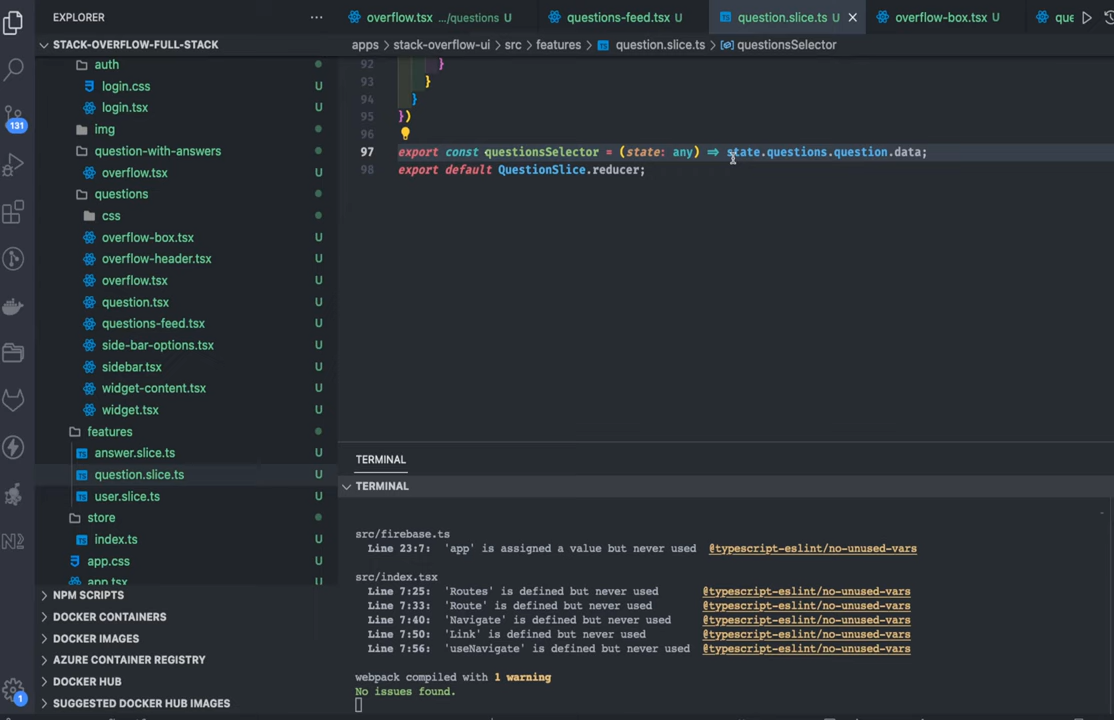 EXPLORER
STACK-OVERFLOW-FULL-STACK
auth
login.css U
login.tsx U
img
question-with-answers
overflow.tsx U
questions
css
overflow-box.tsx U
overflow-header.tsx U
overflow.tsx U
question.tsx U
questions-feed.tsx U
side-bar-options.tsx U
sidebar.tsx U
widget-content.tsx U
widget.tsx U
features
answer.slice.ts U
question.slice.ts U
user.slice.ts U
store
index.ts U
app.css U
app.tsx U
NPM SCRIPTS
DOCKER CONTAINERS
DOCKER IMAGES
AZURE CONTAINER REGISTRY
DOCKER HUB
SUGGESTED DOCKER HUB IMAGES
131
N2
1
overflow.tsx .../questions U
questions-feed.tsx U
TS question.slice.ts U
overflow-box.tsx U
que
apps > stack-overflow-ui > src > features > TS question.slice.ts > questionsSelector
92 }
93 }
94 }
95 })
96
97 export const questionsSelector = (state: any) ⇒ state.questions.question.data;
98 export default QuestionSlice.reducer;
TERMINAL
TERMINAL
src/firebase.ts
Line 23:7: 'app' is assigned a value but never used @typescript-eslint/no-unused-vars
src/index.tsx
Line 7:25: 'Routes' is defined but never used @typescript-eslint/no-unused-vars
Line 7:33: 'Route' is defined but never used @typescript-eslint/no-unused-vars
Line 7:40: 'Navigate' is defined but never used @typescript-eslint/no-unused-vars
Line 7:50: 'Link' is defined but never used @typescript-eslint/no-unused-vars
Line 7:56: 'useNavigate' is defined but never used @typescript-eslint/no-unused-vars
webpack compiled with 1 warning
No issues found.